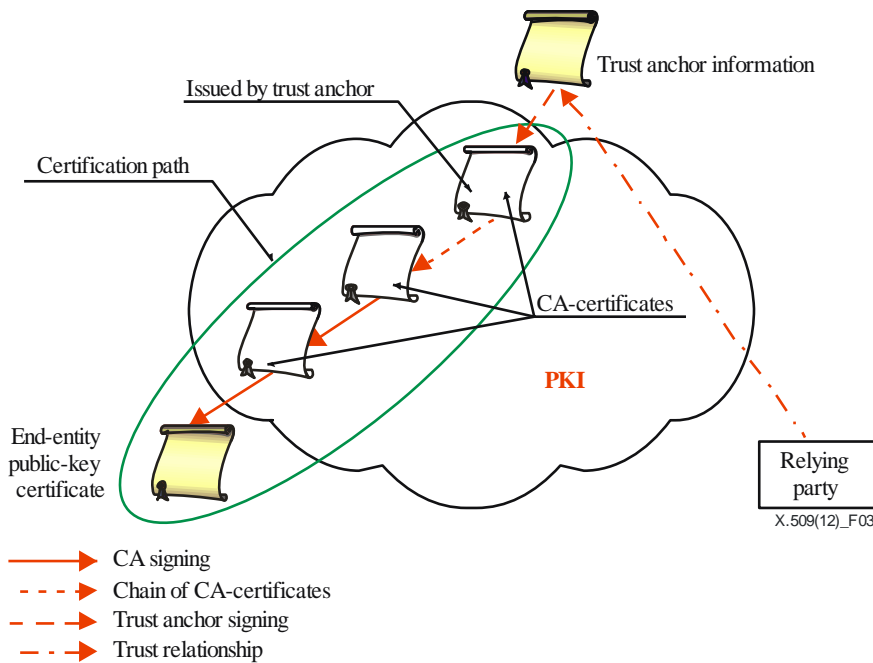 Trust anchor information
Issued by trust anchor
Certification path
CA-certificates
PKI
End-entity
public-key
certificate
Relying
party
X.509(12)_F03
CA signing
Chain of CA-certificates
Trust anchor signing
Trust relationship